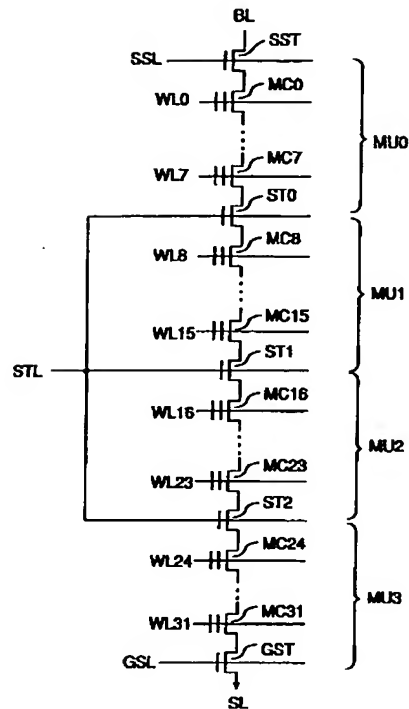 BL
SST
SSL
MC0
WL0
MU0
MC7
WL7
ST0
MC8
WL8
MU1
MC15
WL15
ST1
STL
MC16
WL16
MU2
MC23
WL23
ST2
MC24
WL24
MU3
MC31
WL31
GST
GSL
SL